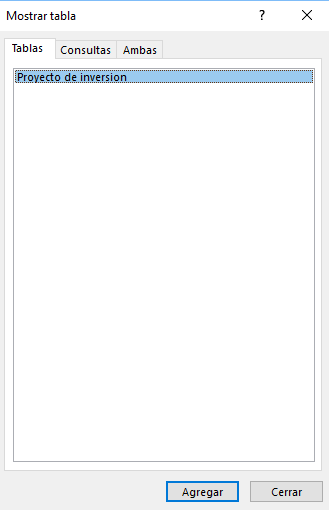 Mostrar tabla ?
Tablas Consultas Ambas
Proyecto de inversion
Agregar Cerrar